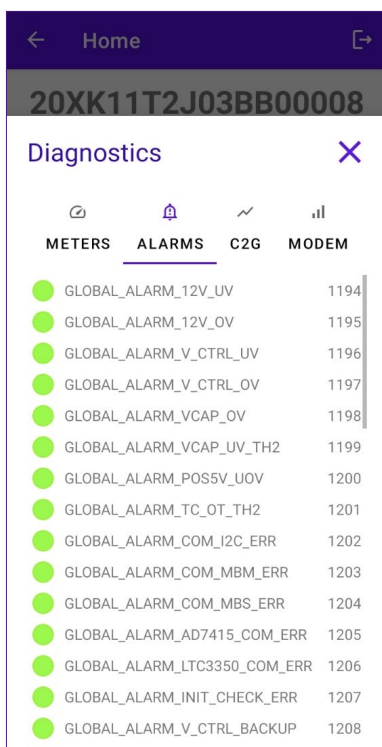 Home
20XK11T2J03BB00008
Diagnostics
METERS ALARMS C2G MODEM
GLOBAL_ALARM_12V_UV 1194
GLOBAL_ALARM_12V_OV 1195
GLOBAL_ALARM_V_CTRL_UV 1196
GLOBAL_ALARM_V_CTRL_OV 1197
GLOBAL_ALARM_VCAP_OV 1198
GLOBAL_ALARM_VCAP_UV_TH2 1199
GLOBAL_ALARM_POS5V_UOV 1200
GLOBAL_ALARM_TC_OT_TH2 1201
GLOBAL_ALARM_COM_I2C_ERR 1202
GLOBAL_ALARM_COM_MBM_ERR 1203
GLOBAL_ALARM_COM_MBS_ERR 1204
GLOBAL_ALARM_AD7415_COM_ERR 1205
GLOBAL_ALARM_LTC3350_COM_ERR 1206
GLOBAL_ALARM_INIT_CHECK_ERR 1207
GLOBAL_ALARM_V_CTRL_BACKUP 1208